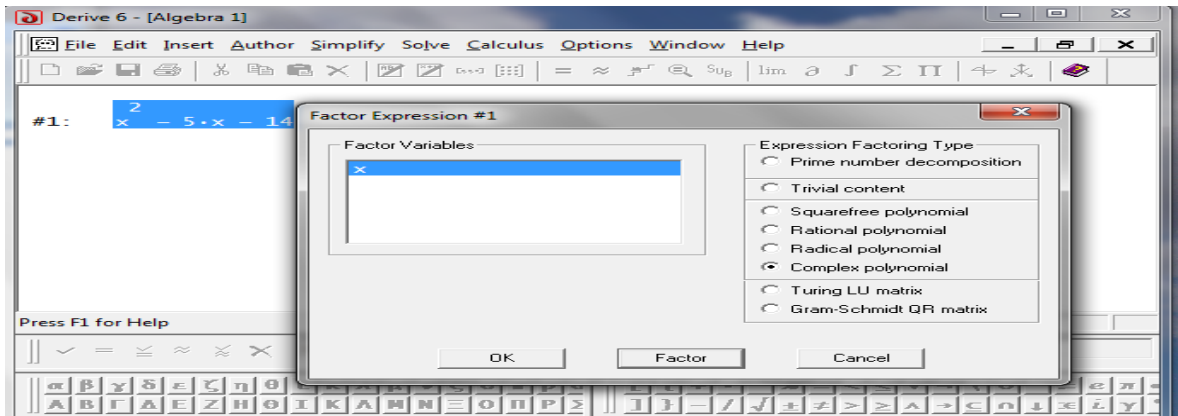 Derive 6 - [Algebra 1]
File Edit Insert Author Simplify Solve Calculus Options Window Help
= ≈ SUB lim ∂ ∫ Σ Π
#1: x² - 5·x - 14
Factor Expression #1
Factor Variables
x
Expression Factoring Type
Prime number decomposition
Trivial content
Squarefree polynomial
Rational polynomial
Radical polynomial
Complex polynomial
Turing LU matrix
Gram-Schmidt QR matrix
OK Factor Cancel
Press F1 for Help
α β γ δ ε ζ η θ
Α Β Γ Δ Ε Ζ Η Θ Ι Κ Λ Μ Ν Ξ Ο Π Ρ Σ